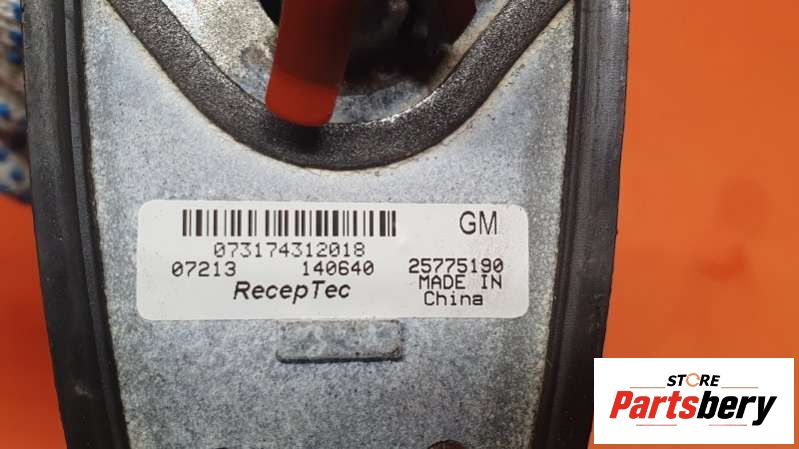 GM
073174312018
07213 140640 25775190
RecepTec MADE IN
China
STORE
Partsbery